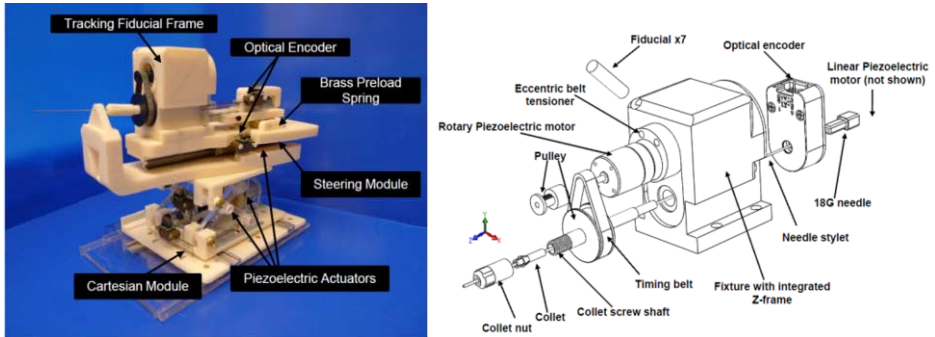 Tracking Fiducial Frame
Optical Encoder
Brass Preload
Spring
Steering Module
Piezoelectric Actuators
Cartesian Module
Fiducial x7
Optical encoder
Linear Piezoelectric
motor (not shown)
Eccentric belt
tensioner
Rotary Piezoelectric motor
Pulley
18G needle
Needle stylet
Timing belt
Fixture with integrated
Z-frame
Collet screw shaft
Collet
Collet nut